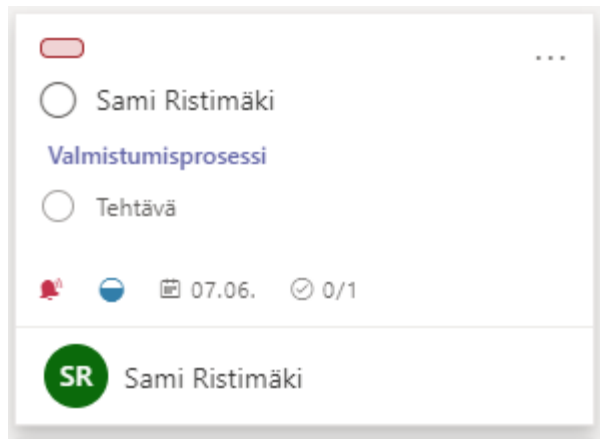 ...
Sami Ristimäki
Valmistumisprosessi
Tehtävä
07.06. 0/1
SR Sami Ristimäki